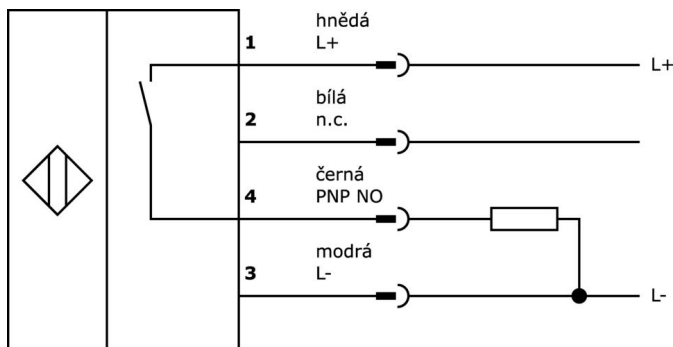 hnědá
1 L+
L+
bílá
2 n.c.
černá
4 PNP NO
modrá
3 L-
L-